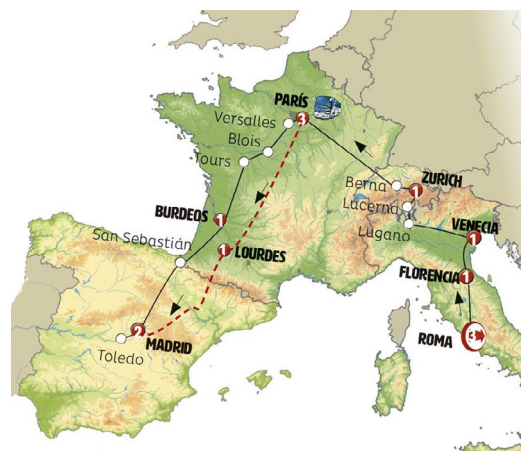 PARÍS
3
Versalles
Blois
Tours
Berna
ZURICH
1
Lucerna
Lugano
VENECIA
1
BURDEOS
1
San Sebastián
LOURDES
1
FLORENCIA
1
ROMA
3
2
MADRID
Toledo